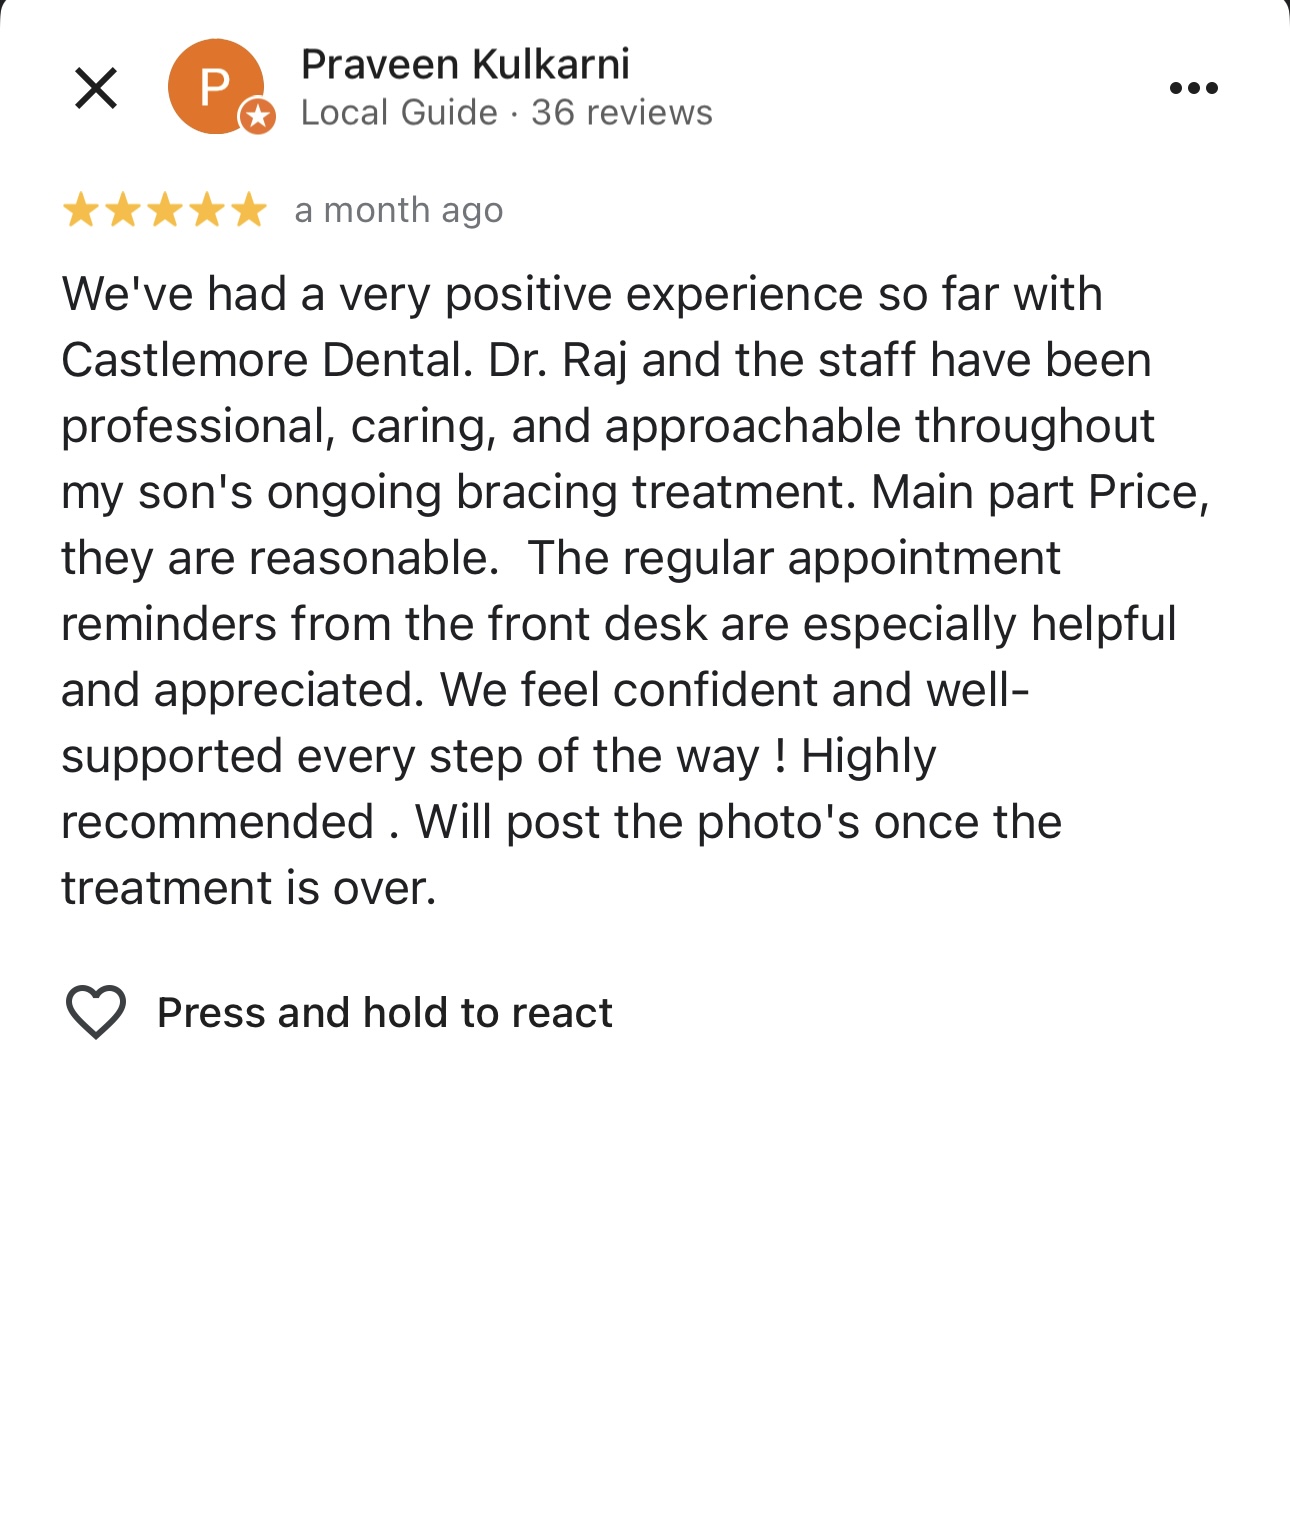 P
Praveen Kulkarni
Local Guide · 36 reviews
a month ago
We've had a very positive experience so far with
Castlemore Dental. Dr. Raj and the staff have been
professional, caring, and approachable throughout
my son's ongoing bracing treatment. Main part Price,
they are reasonable.  The regular appointment
reminders from the front desk are especially helpful
and appreciated. We feel confident and well-
supported every step of the way ! Highly
recommended . Will post the photo's once the
treatment is over.
Press and hold to react